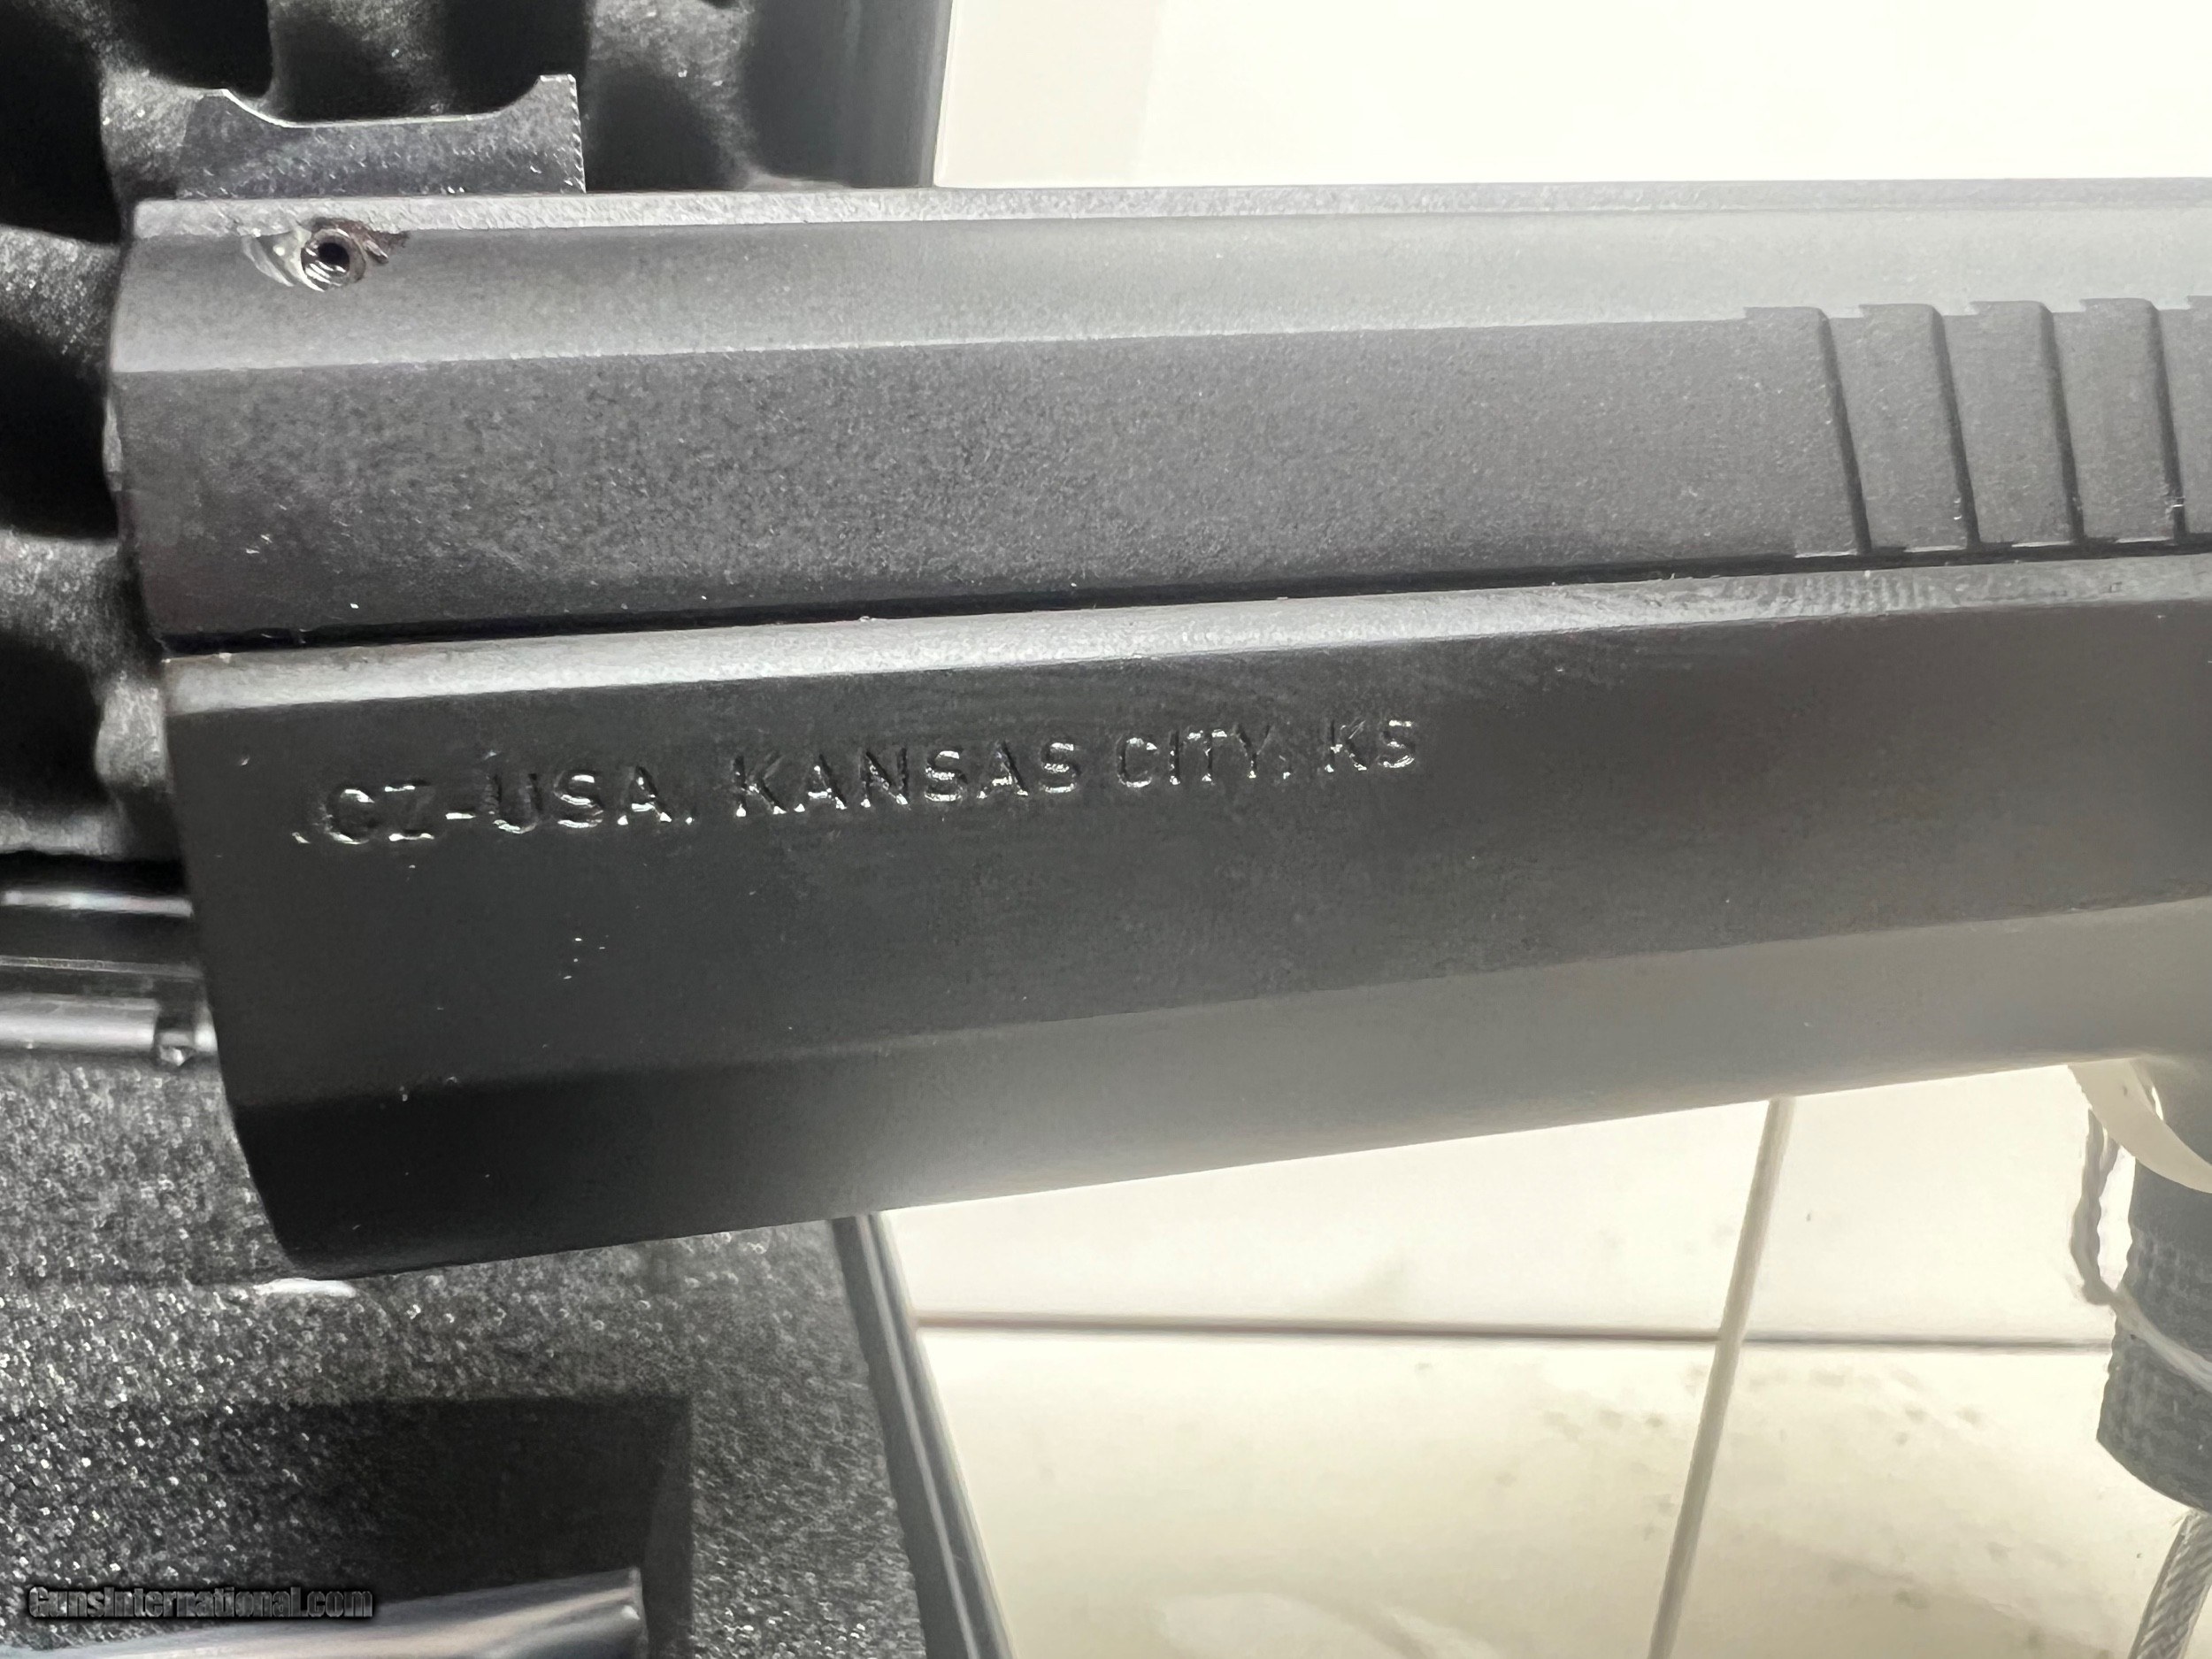 CZ-USA, KANSAS CITY, KS
GunsInternational.com